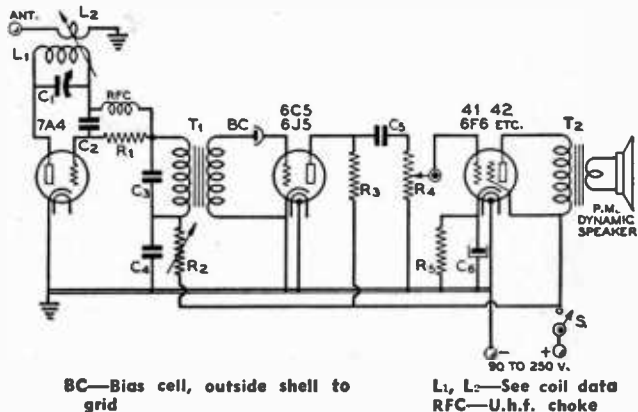 ANT.
L2
L1
C1
RFC
7A4
C2
R1
T1
BC
6C5
6J5
C5
41 42
6F6 ETC.
T2
C3
R3
R4
P.M.
DYNAMIC
SPEAKER
C4
R2
R5
C6
S.
- +
90 TO 250 V.
BC—Bias cell, outside shell to
grid
L1, L2—See coil data
RFC—U.h.f. choke